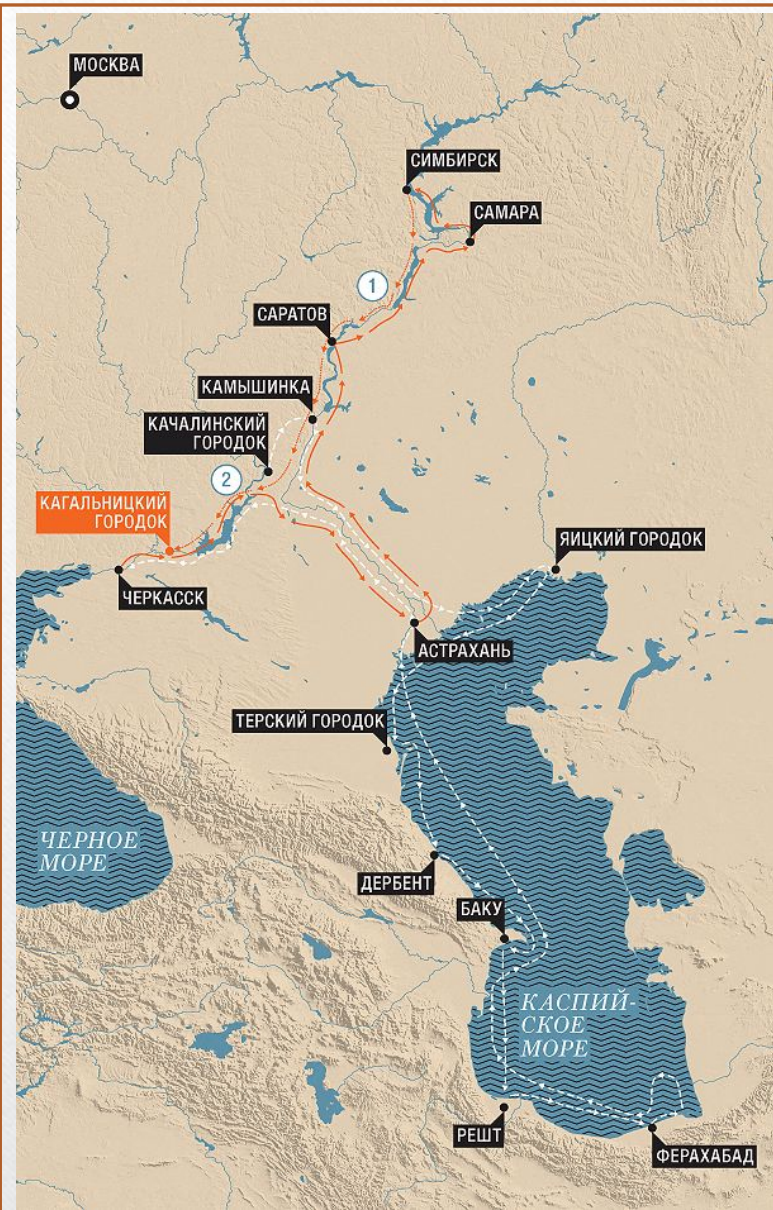 МОСКВА
СИМБИРСК
САМАРА
1
САРАТОВ
КАМЫШИНКА
КАЧАЛИНСКИЙ
ГОРОДОК
2
КАГАЛЬНИЦКИЙ
ГОРОДОК
ЯИЦКИЙ ГОРОДОК
ЧЕРКАССК
АСТРАХАНЬ
ТЕРСКИЙ ГОРОДОК
ЧЕРНОЕ
МОРЕ
ДЕРБЕНТ
БАКУ
КАСПИЙ-
СКОЕ
МОРЕ
РЕШТ
ФЕРАХАБАД